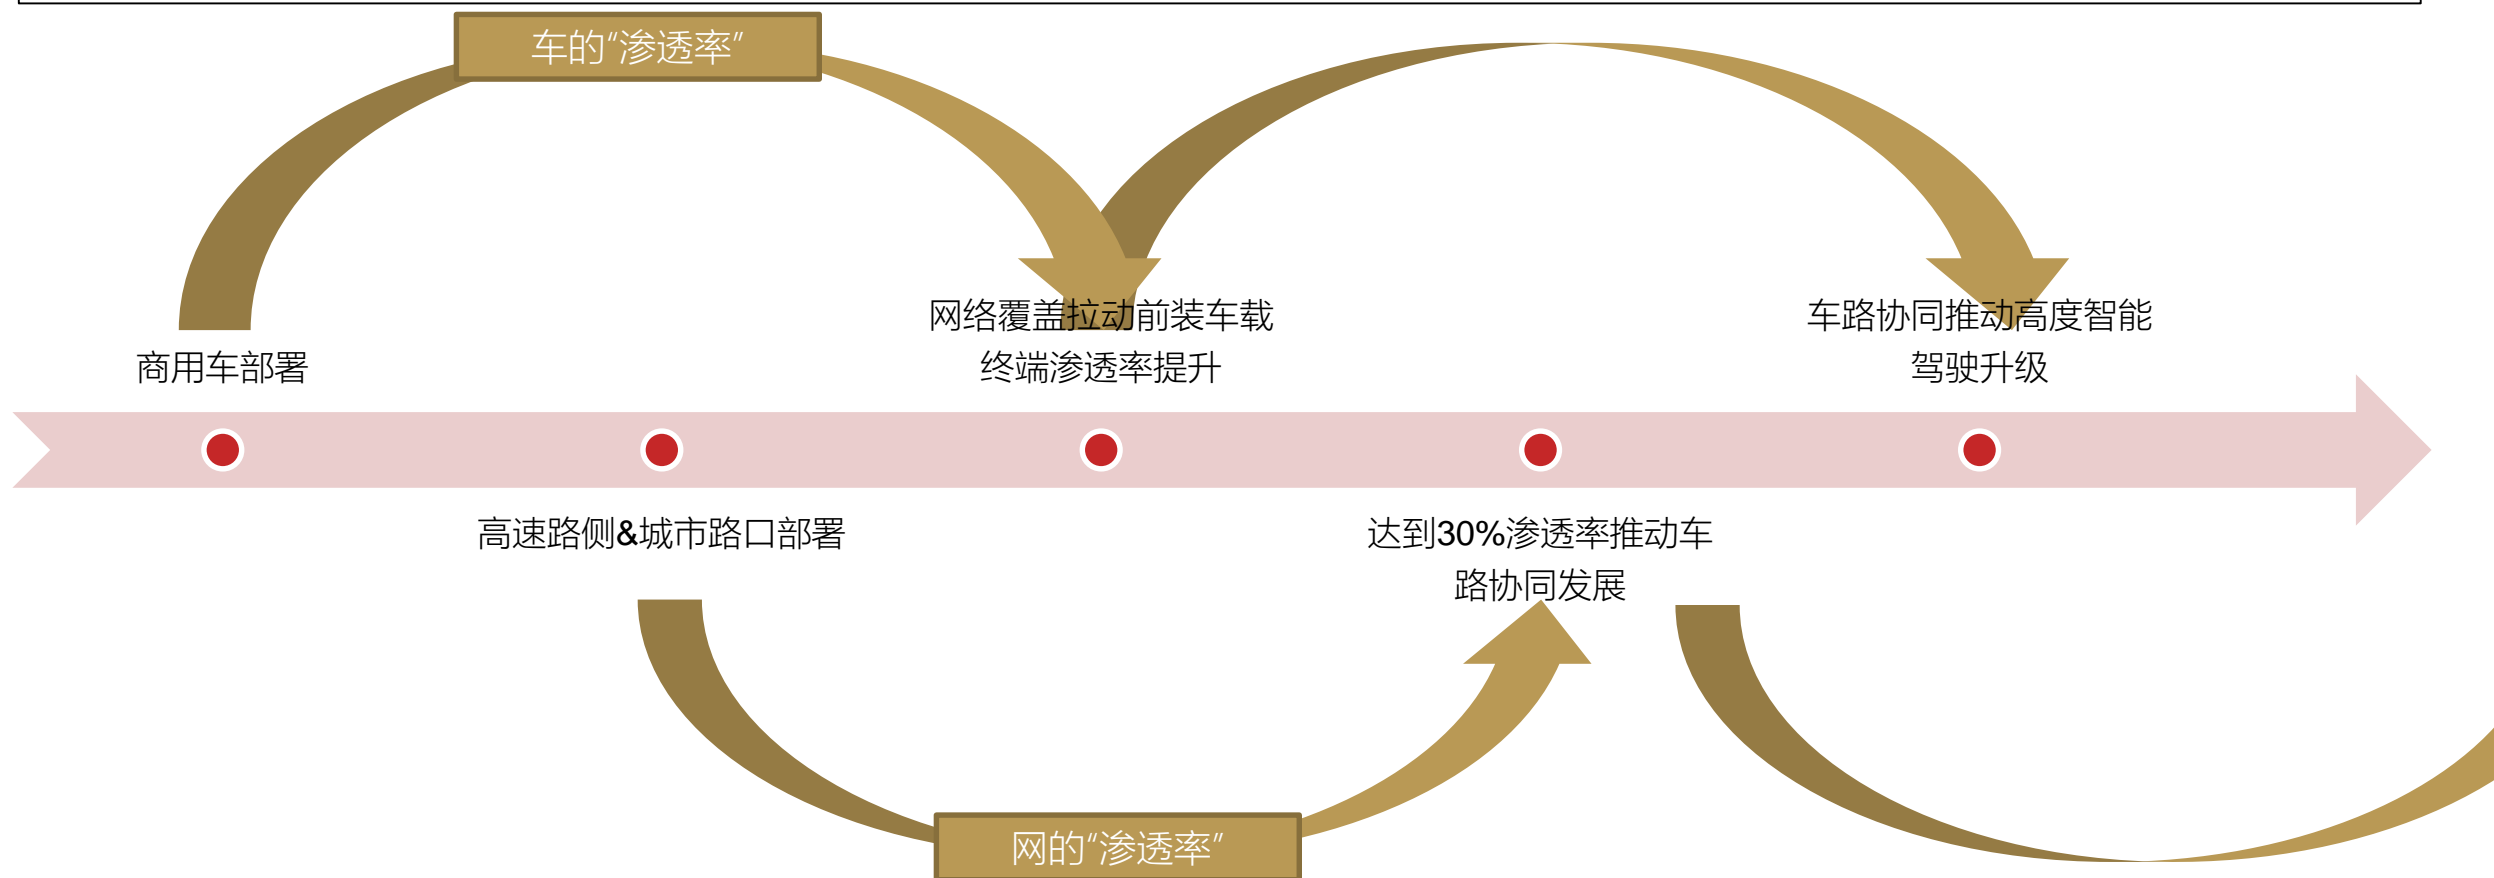 车的“渗透率”
网络覆盖拉动前装车载
终端渗透率提升
车路协同推动高度智能
驾驶升级
商用车部署
高速路侧&城市路口部署
达到30%渗透率推动车
路协同发展
网的“渗透率”